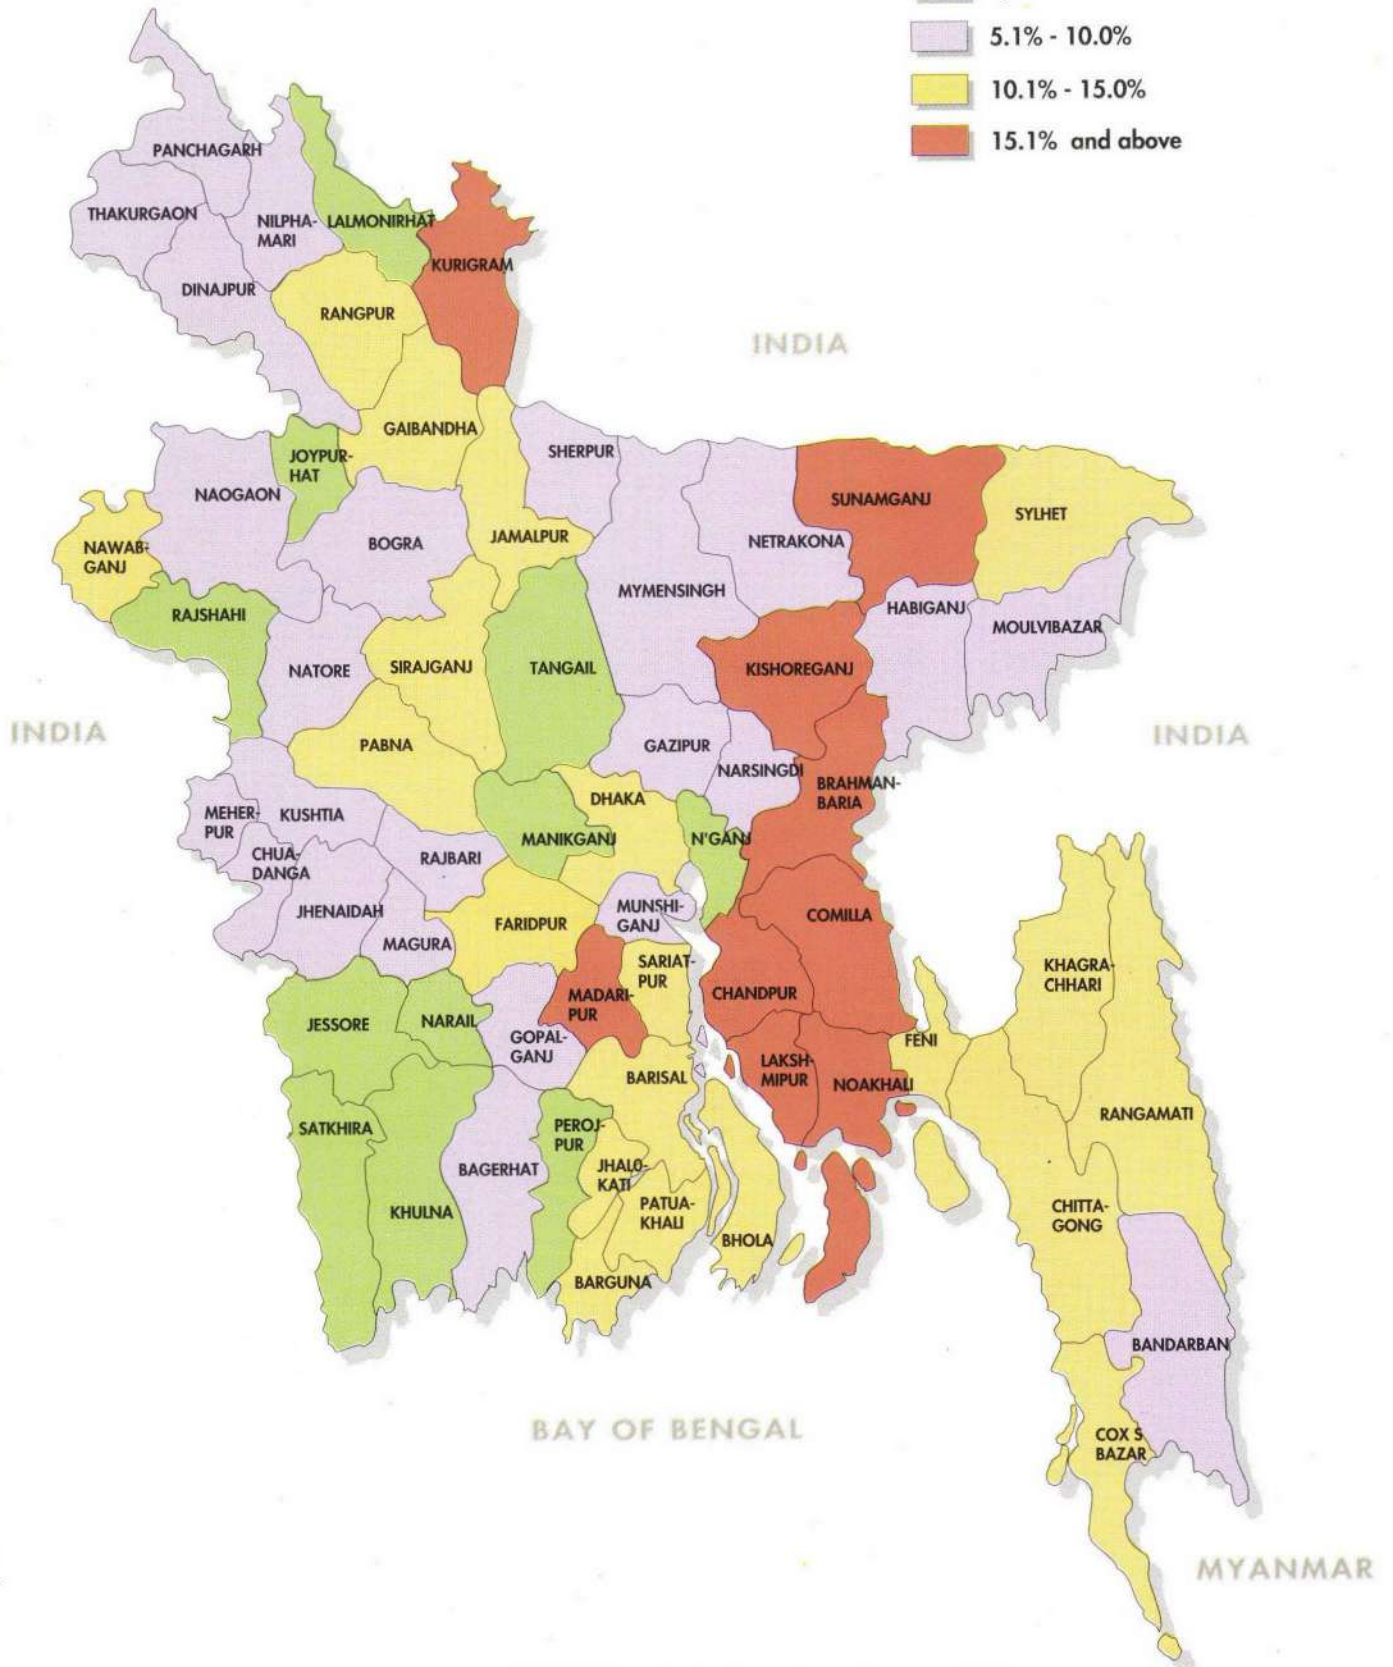 5.1% - 10.0%
10.1% - 15.0%
15.1% and above
PANCHAGARH
THAKURGAON
NILPHA-
MARI
LALMONIRHAT
KURIGRAM
DINAJPUR
RANGPUR
INDIA
GAIBANDHA
JOYPUR-
HAT
SHERPUR
NAOGAON
SUNAMGANJ
SYLHET
NAWAB-
GANJ
BOGRA
JAMALPUR
NETRAKONA
MYMENSINGH
RAJSHAHI
HABIGANJ
MOULVIBAZAR
NATORE
SIRAJGANJ
TANGAIL
KISHOREGANJ
INDIA
PABNA
GAZIPUR
INDIA
NARSINGDI
BRAHMAN-
BARIA
DHAKA
MEHER-
PUR
KUSHTIA
MANIKGANJ
N'GANJ
CHUA-
DANGA
RAJBARI
JHENAIDAH
MUNSHI-
GANJ
COMILLA
FARIDPUR
MAGURA
SARIAT-
PUR
KHAGRA-
CHHARI
MADARI-
PUR
CHANDPUR
JESSORE
NARAIL
GOPAL-
GANJ
FENI
BARISAL
LAKSH-
MIPUR
NOAKHALI
RANGAMATI
SATKHIRA
PEROJ-
PUR
BAGERHAT
JHALO-
KATI
KHULNA
PATUA-
KHALI
CHITTA-
GONG
BHOLA
BARGUNA
BANDARBAN
BAY OF BENGAL
COX S
BAZAR
MYANMAR